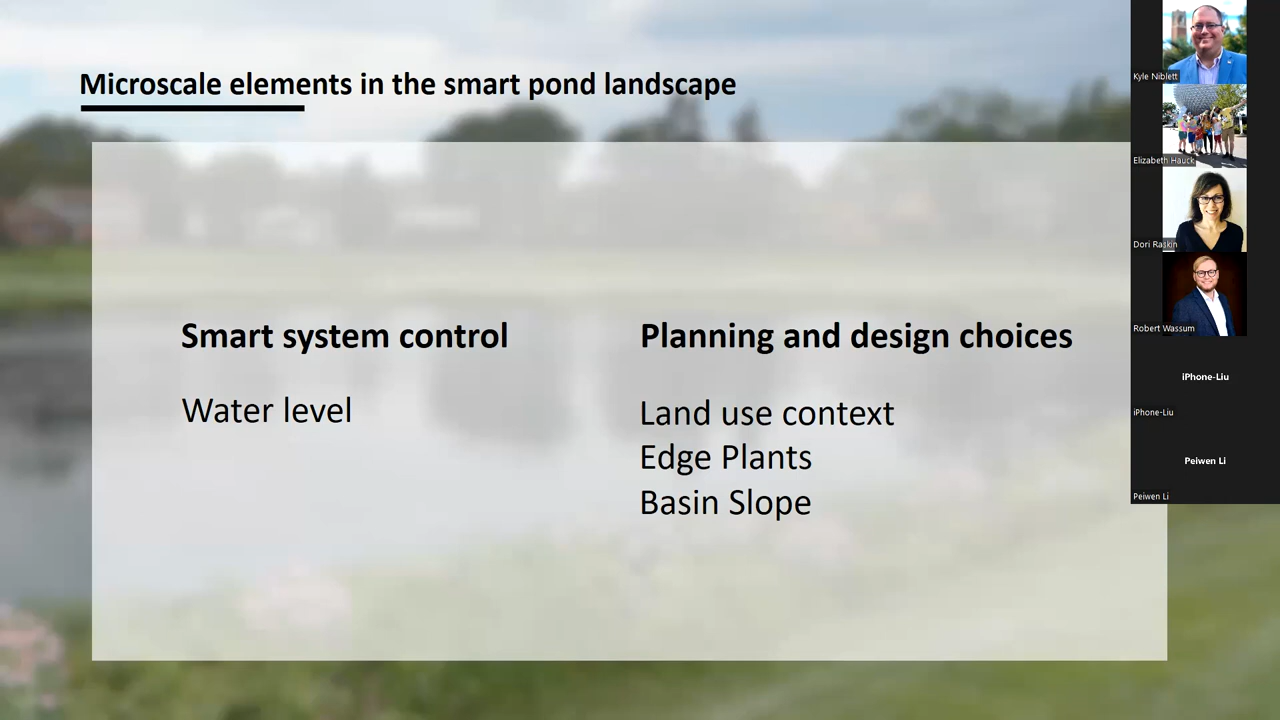 Microscale elements in the smart pond landscape
Smart system control
Water level
Planning and design choices
Land use context
Edge Plants
Basin Slope
Kyle Niblett
Elizabeth Hauck
Dori Raskin
Robert Wassum
iPhone-Liu
iPhone-Liu
Peiwen Li
Peiwen Li